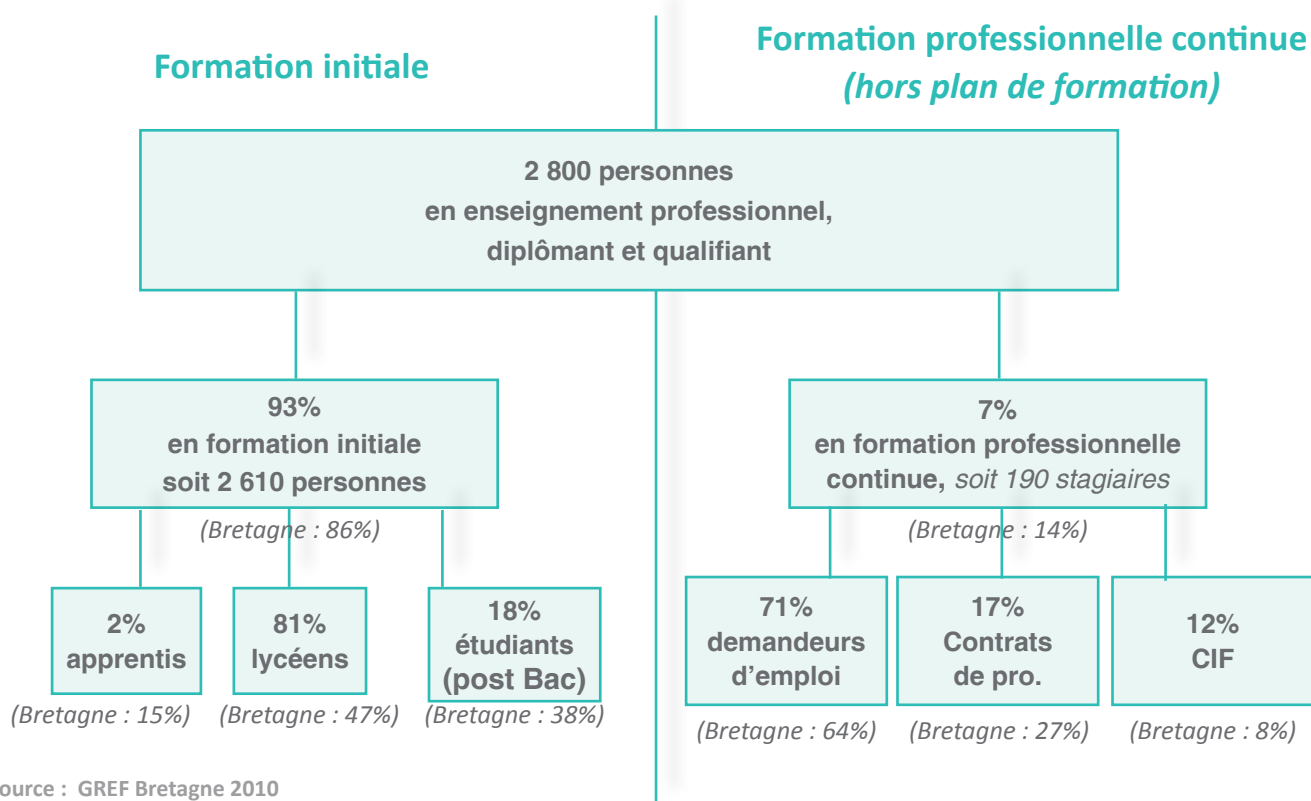 Formation initiale
Formation professionnelle continue
(hors plan de formation)
2 800 personnes
en enseignement professionnel,
diplômant et qualifiant
93%
en formation initiale
soit 2 610 personnes
(Bretagne : 86%)
7%
en formation professionnelle
continue, soit 190 stagiaires
(Bretagne : 14%)
2%
apprentis
(Bretagne : 15%)
81%
lycéens
(Bretagne : 47%)
18%
étudiants
(post Bac)
(Bretagne : 38%)
71%
demandeurs
d’emploi
(Bretagne : 64%)
17%
Contrats
de pro.
(Bretagne : 27%)
12%
CIF
(Bretagne : 8%)
ource : GREF Bretagne 2010